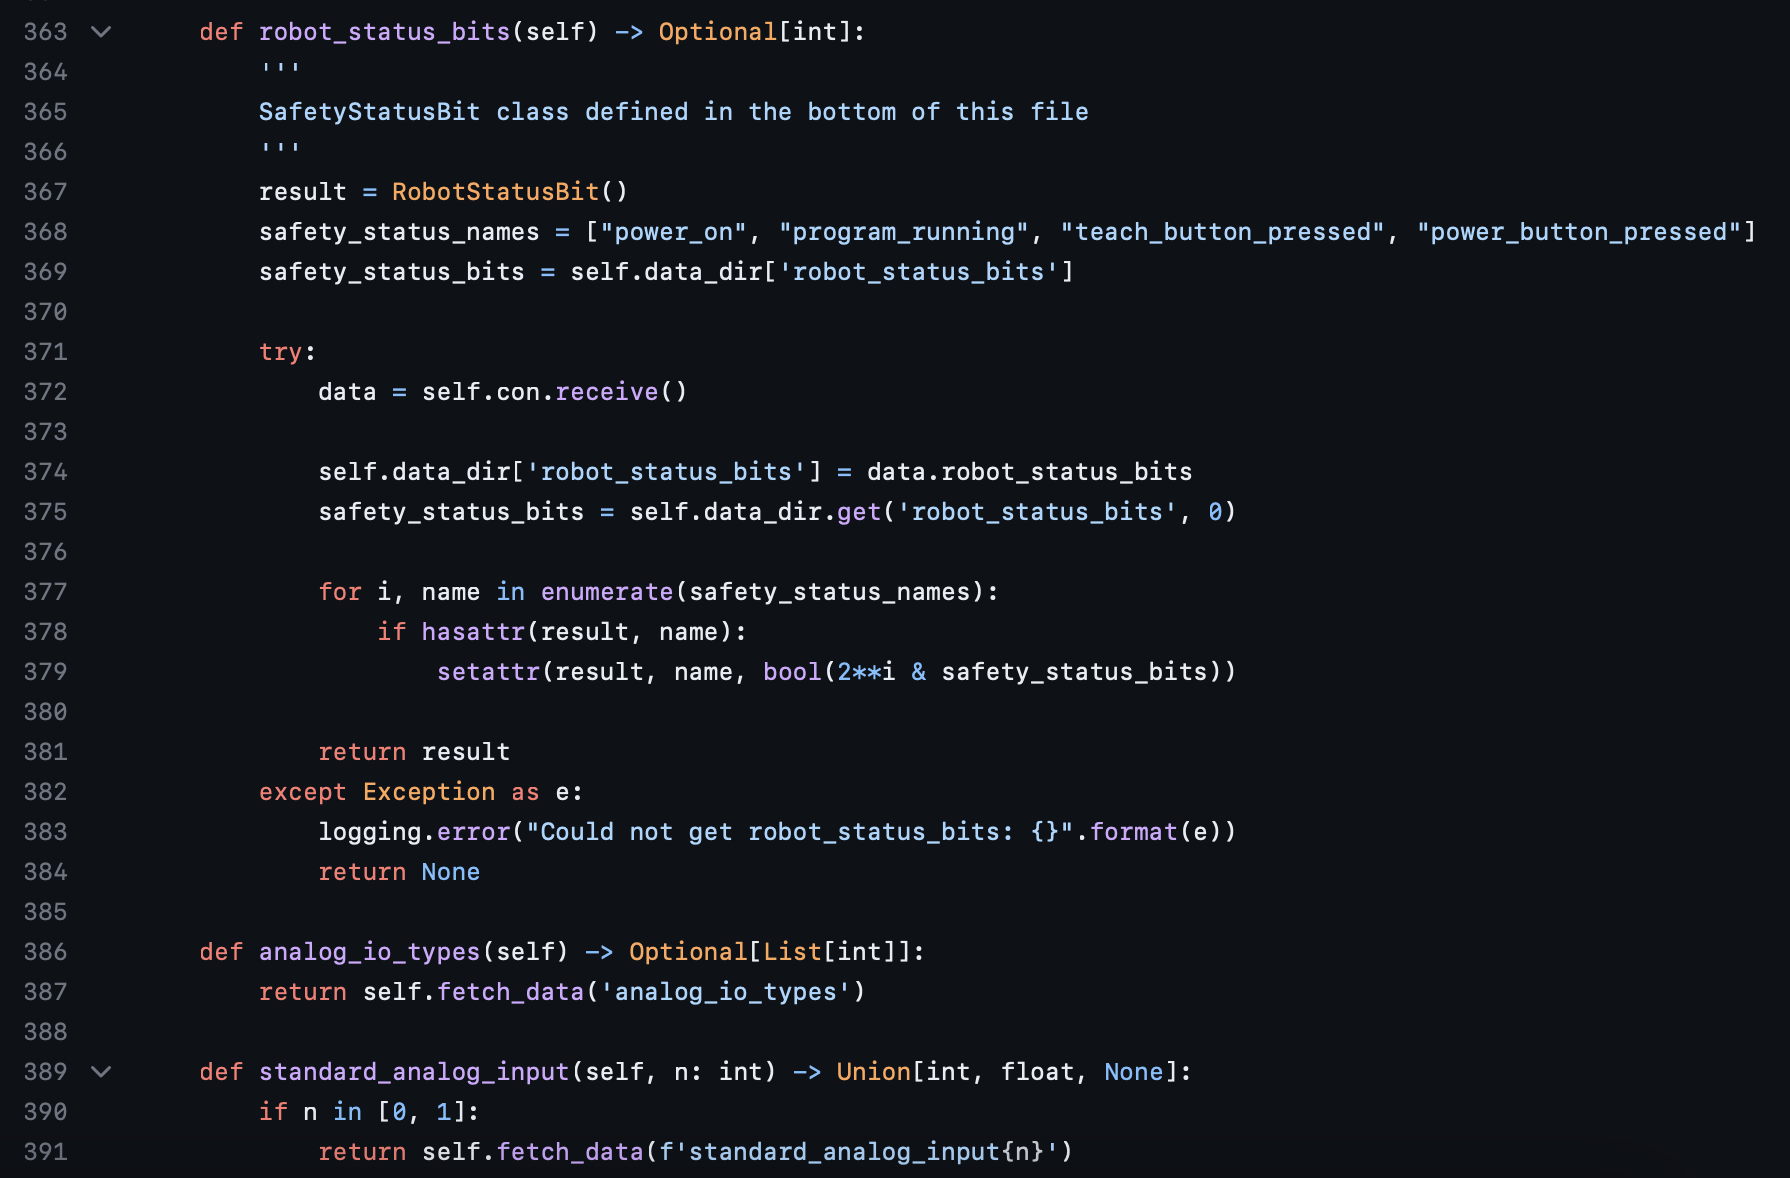 363 def robot_status_bits(self) -> Optional[int]:
364 '''
365 SafetyStatusBit class defined in the bottom of this file
366 '''
367 result = RobotStatusBit()
368 safety_status_names = ["power_on", "program_running", "teach_button_pressed", "power_button_pressed"]
369 safety_status_bits = self.data_dir['robot_status_bits']
370
371 try:
372 data = self.con.receive()
373
374 self.data_dir['robot_status_bits'] = data.robot_status_bits
375 safety_status_bits = self.data_dir.get('robot_status_bits', 0)
376
377 for i, name in enumerate(safety_status_names):
378 if hasattr(result, name):
379 setattr(result, name, bool(2**i & safety_status_bits))
380
381 return result
382 except Exception as e:
383 logging.error("Could not get robot_status_bits: {}".format(e))
384 return None
385
386 def analog_io_types(self) -> Optional[List[int]]:
387 return self.fetch_data('analog_io_types')
388
389 def standard_analog_input(self, n: int) -> Union[int, float, None]:
390 if n in [0, 1]:
391 return self.fetch_data(f'standard_analog_input{n}')